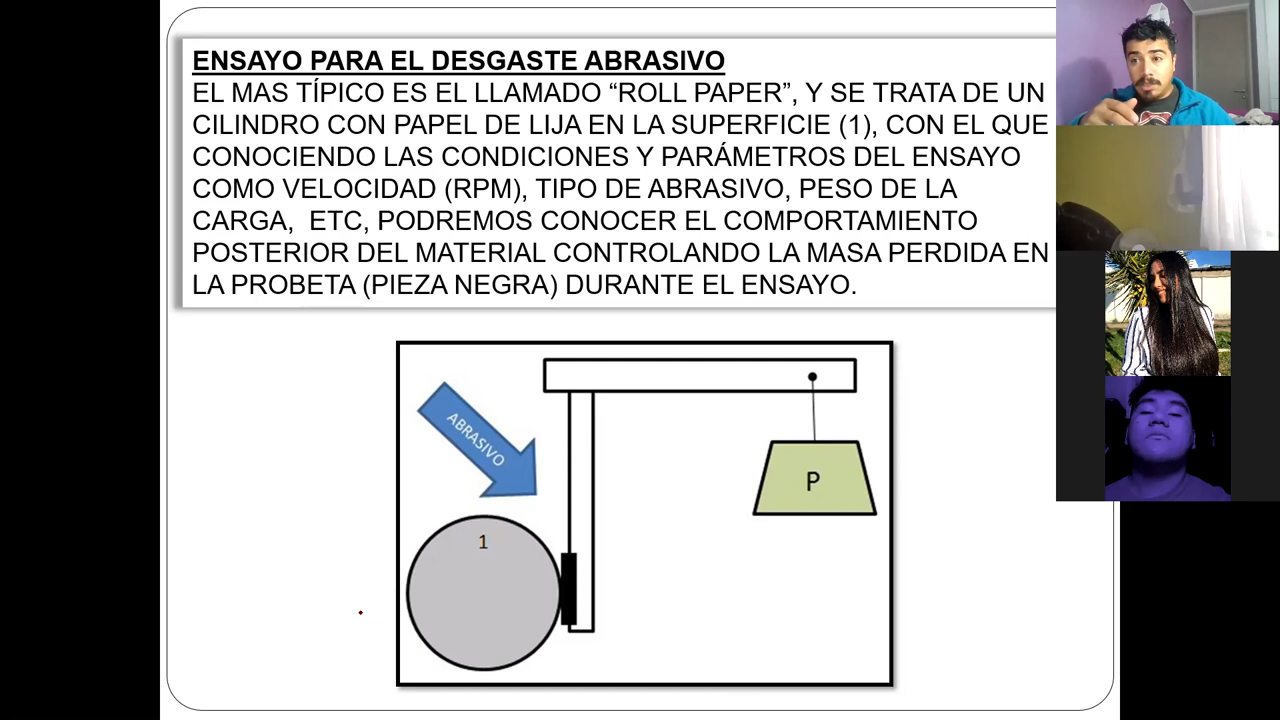 ENSAYO PARA EL DESGASTE ABRASIVO
EL MAS TÍPICO ES EL LLAMADO “ROLL PAPER”, Y SE TRATA DE UN
CILINDRO CON PAPEL DE LIJA EN LA SUPERFICIE (1), CON EL QUE
CONOCIENDO LAS CONDICIONES Y PARÁMETROS DEL ENSAYO
COMO VELOCIDAD (RPM), TIPO DE ABRASIVO, PESO DE LA
CARGA,  ETC, PODREMOS CONOCER EL COMPORTAMIENTO
POSTERIOR DEL MATERIAL CONTROLANDO LA MASA PERDIDA EN
LA PROBETA (PIEZA NEGRA) DURANTE EL ENSAYO.
ABRASIVO
P
1